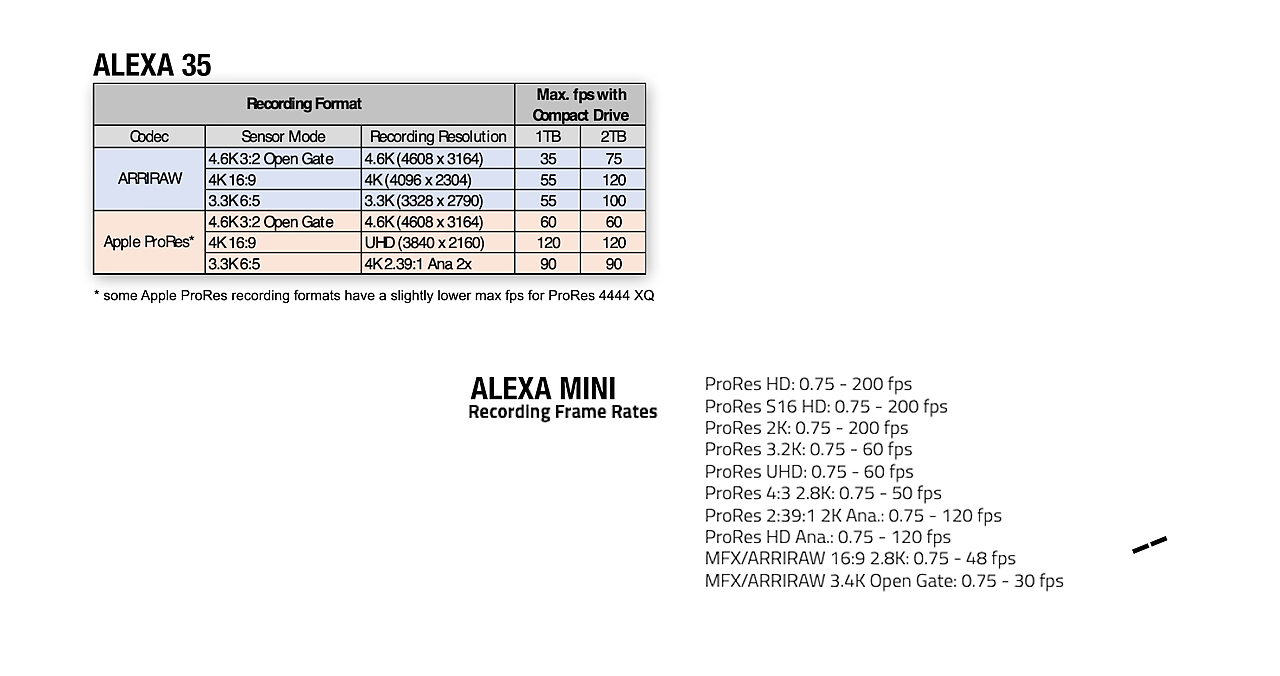 ALEXA 35
Recording Format Max. fps with Compact Drive
Codec Sensor Mode Recording Resolution 1TB 2TB
ARRIRAW 4.6K 3:2 Open Gate 4.6K (4608 x 3164) 35 75
4K 16:9 4K (4096 x 2304) 55 120
3.3K 6:5 3.3K (3328 x 2790) 55 100
Apple ProRes* 4.6K 3:2 Open Gate 4.6K (4608 x 3164) 60 60
4K 16:9 UHD (3840 x 2160) 120 120
3.3K 6:5 4K 2.39:1 Ana 2x 90 90
* some Apple ProRes recording formats have a slightly lower max fps for ProRes 4444 XQ
ALEXA MINI
Recording Frame Rates
ProRes HD: 0.75 - 200 fps
ProRes S16 HD: 0.75 - 200 fps
ProRes 2K: 0.75 - 200 fps
ProRes 3.2K: 0.75 - 60 fps
ProRes UHD: 0.75 - 60 fps
ProRes 4:3 2.8K: 0.75 - 50 fps
ProRes 2:39:1 2K Ana.: 0.75 - 120 fps
ProRes HD Ana.: 0.75 - 120 fps
MFX/ARRIRAW 16:9 2.8K: 0.75 - 48 fps
MFX/ARRIRAW 3.4K Open Gate: 0.75 - 30 fps